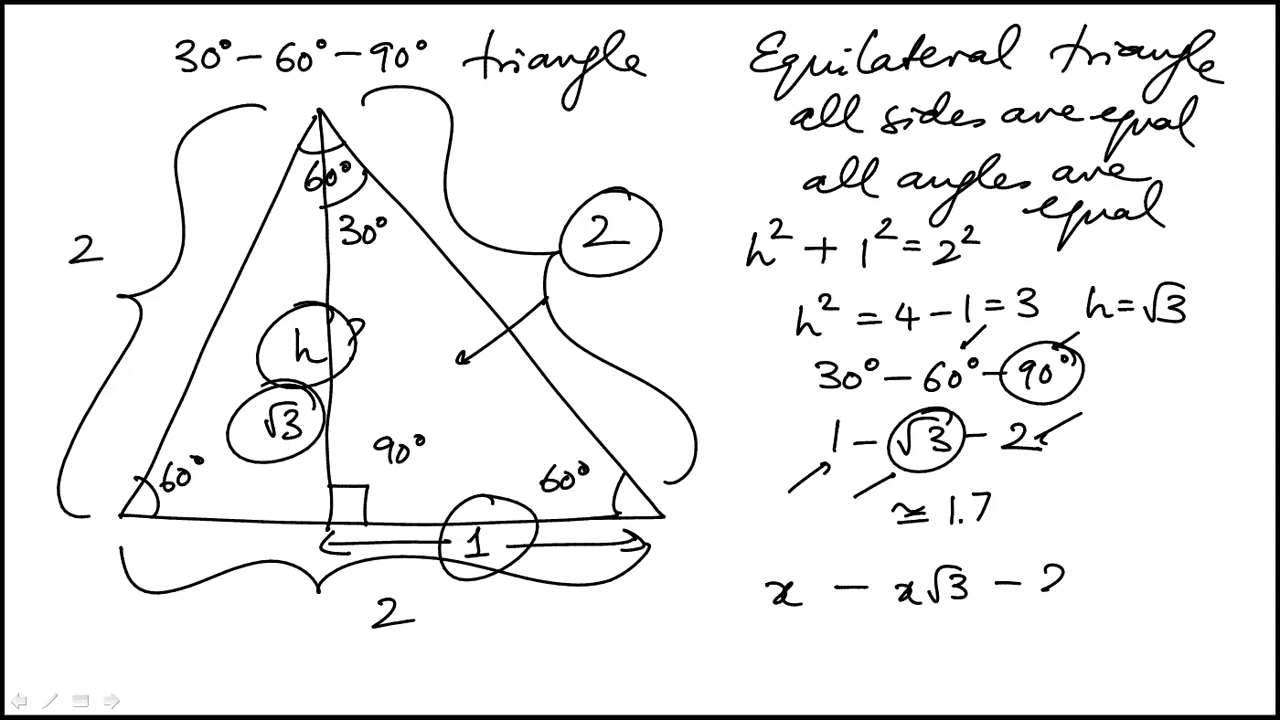 30° – 60° – 90° triangle
2
60°
30°
2
h ?
√3
90°
60°
60°
1
2
Equilateral triangle
all sides are equal
all angles are
equal
h² + 1² = 2²
h² = 4 – 1 = 3 h = √3
30° – 60° – 90°
1 – √3 – 2
≃ 1.7
x – x√3 – 2